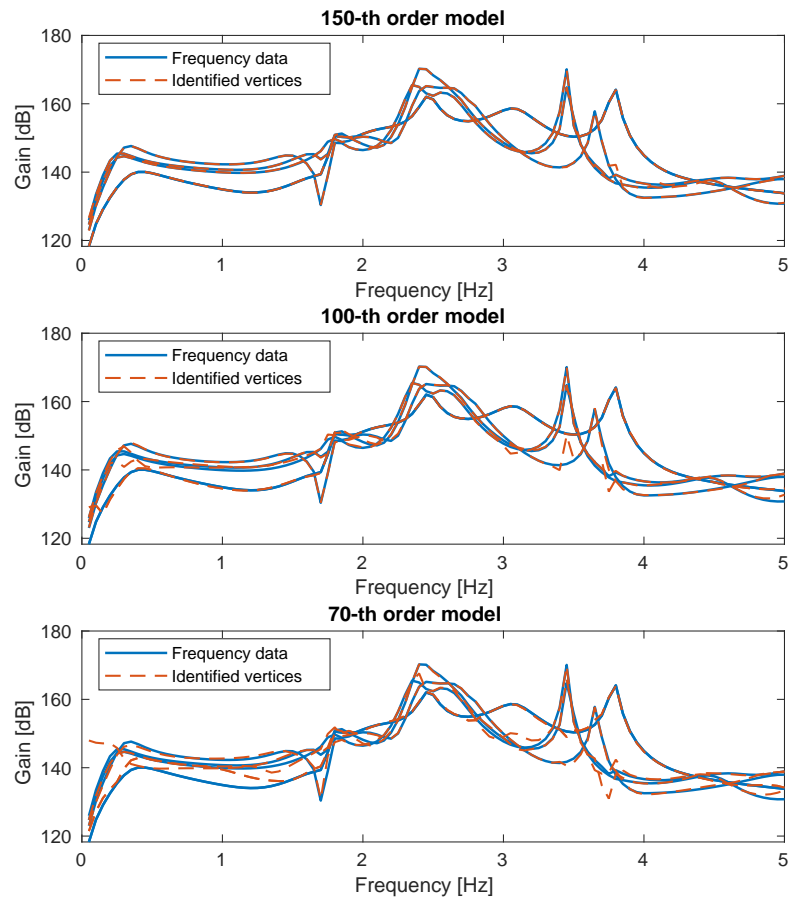 150-th order model
180
160
140
120
Gain [dB]
Frequency data
Identified vertices
0 1 2 3 4 5
Frequency [Hz]
100-th order model
180
160
140
120
Gain [dB]
Frequency data
Identified vertices
0 1 2 3 4 5
Frequency [Hz]
70-th order model
180
160
140
120
Gain [dB]
Frequency data
Identified vertices
0 1 2 3 4 5
Frequency [Hz]